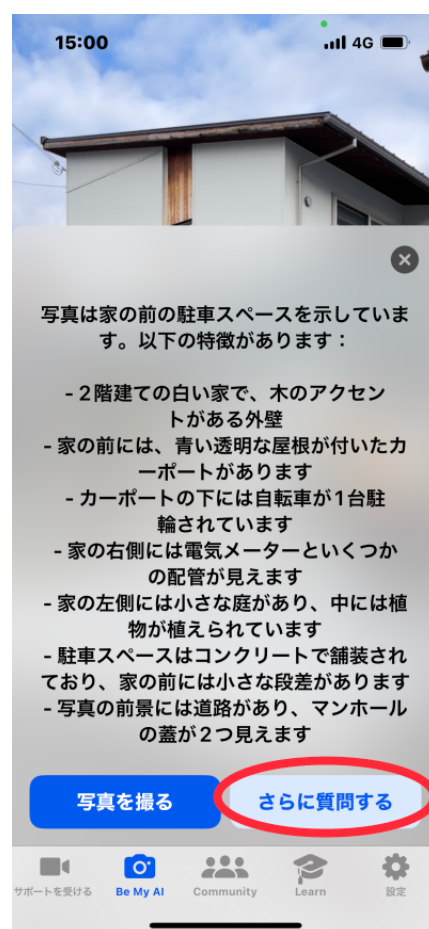 15:00
4G
写真は家の前の駐車スペースを示していま
す。以下の特徴があります：
- 2階建ての白い家で、木のアクセン
トがある外壁
- 家の前には、青い透明な屋根が付いたカ
ーポートがあります
- カーポートの下には自転車が1台駐
輪されています
- 家の右側には電気メーターといくつか
の配管が見えます
- 家の左側には小さな庭があり、中には植
物が植えられています
- 駐車スペースはコンクリートで舗装され
ており、家の前には小さな段差があります
- 写真の前景には道路があり、マンホール
の蓋が2つ見えます
写真を撮る
さらに質問する
サポートを受ける
Be My AI
Community
Learn
設定